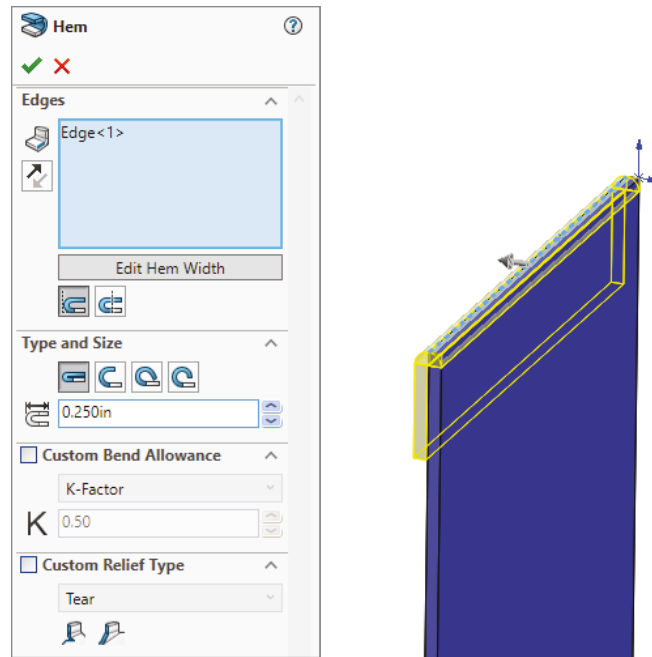 Hem
Edges
Edge<1>
Edit Hem Width
Type and Size
0.250in
Custom Bend Allowance
K-Factor
K 0.50
Custom Relief Type
Tear